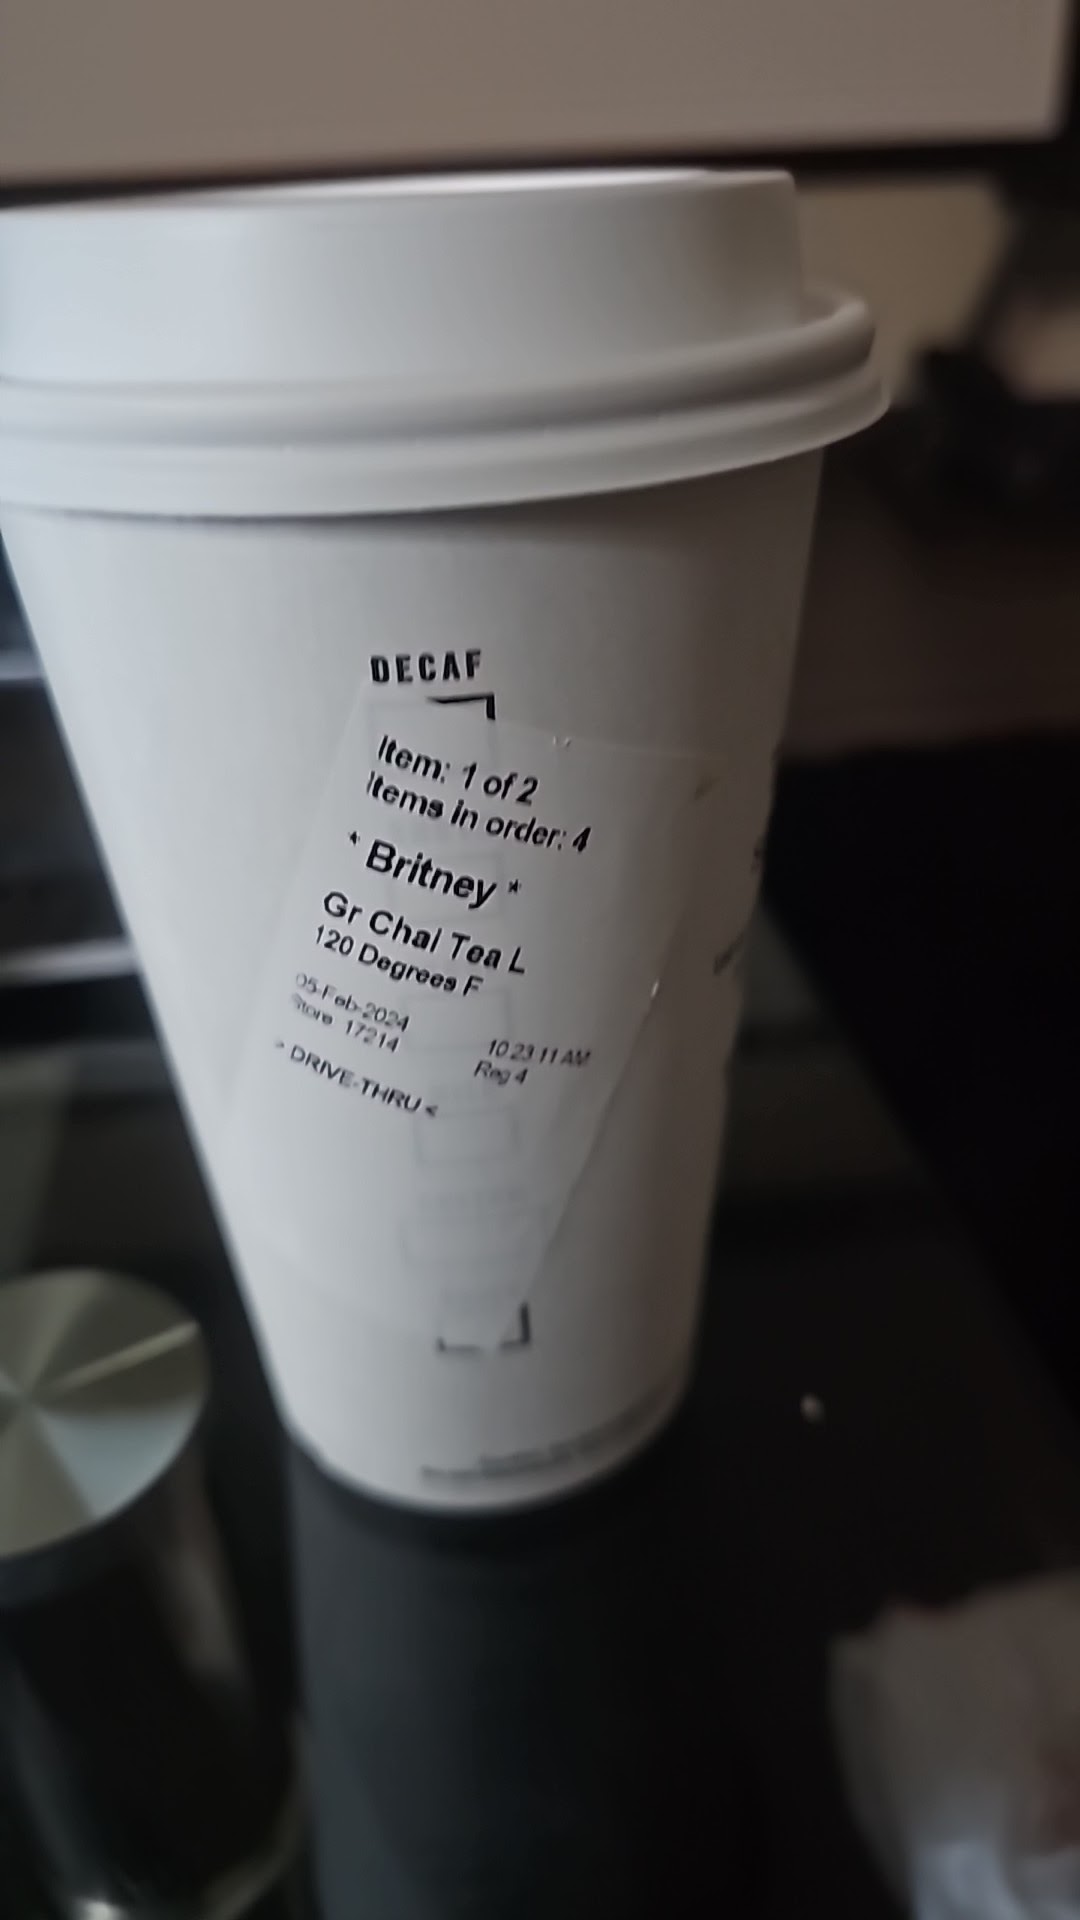 DECAF
Item: 1 of 2
Items in order: 4
* Britney *
Gr Chai Tea L
120 Degrees F
05-Feb-2024 10:23:11 AM
Store 17214 Reg 4
> DRIVE-THRU <